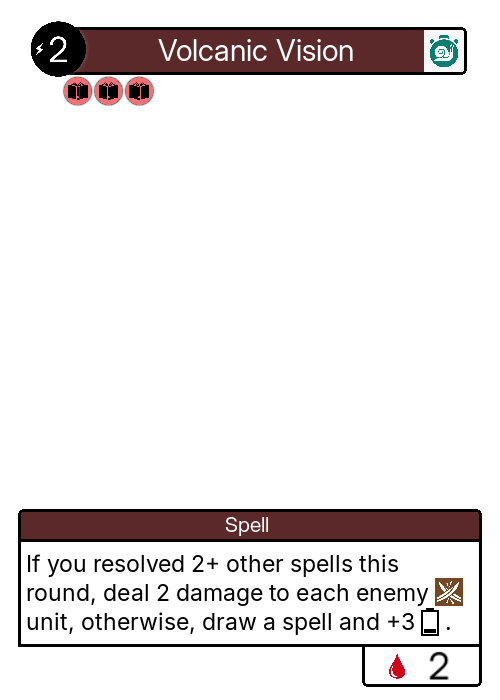 2
Volcanic Vision
Spell
If you resolved 2+ other spells this
round, deal 2 damage to each enemy
unit, otherwise, draw a spell and +3 .
2